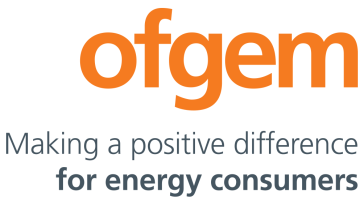 ofgem
Making a positive difference
for energy consumers